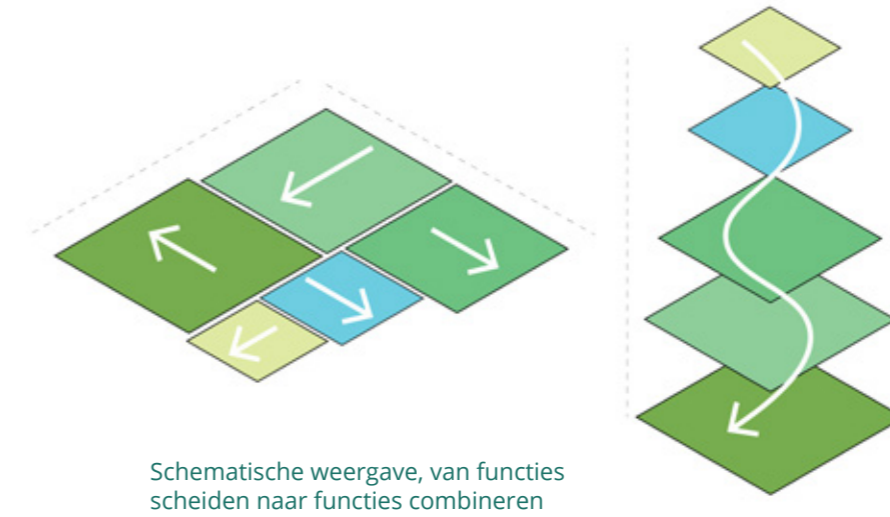 Schematische weergave, van functies
scheiden naar functies combineren